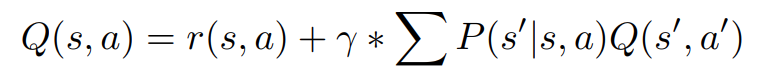 Q(s, a) = r(s, a) + γ * ∑ P(s′|s, a)Q(s′, a′)